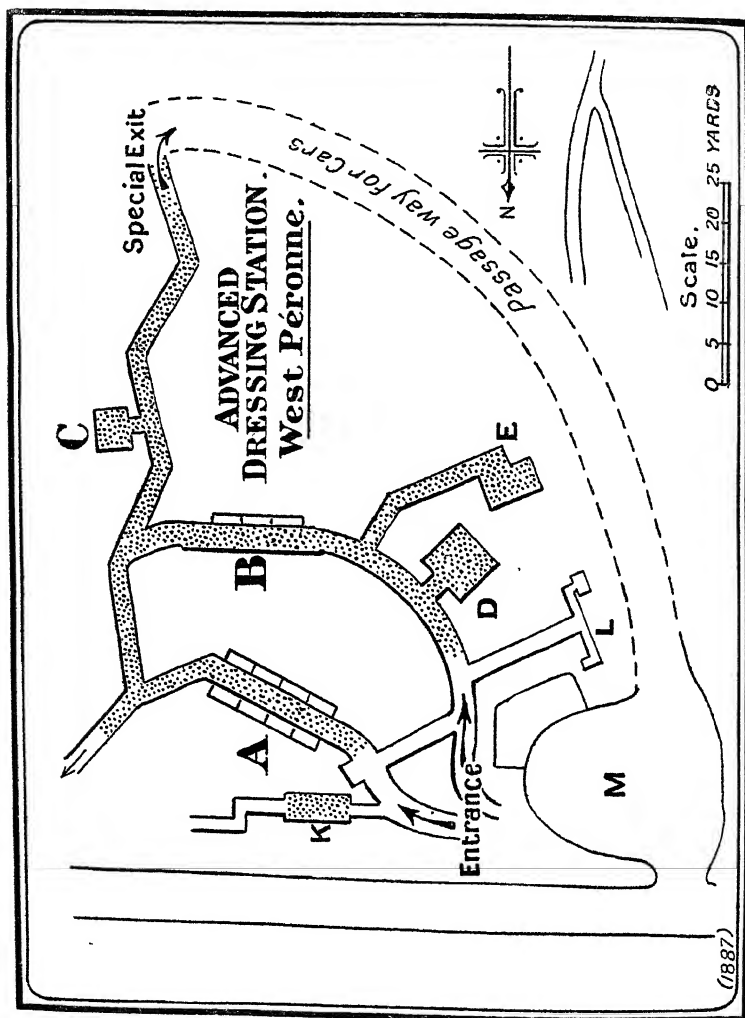 ADVANCED
DRESSING STATION.
West Péronne.
Special Exit
Passage way for Cars
N
C
B
A
E
D
L
K
M
Entrance
Scale.
0 5 10 15 20 25 YARDS
(1887)